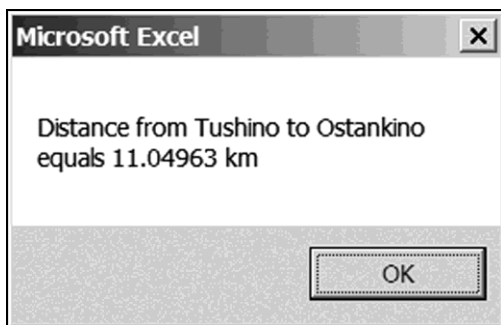 Microsoft Excel
Distance from Tushino to Ostankino
equals 11.04963 km
OK